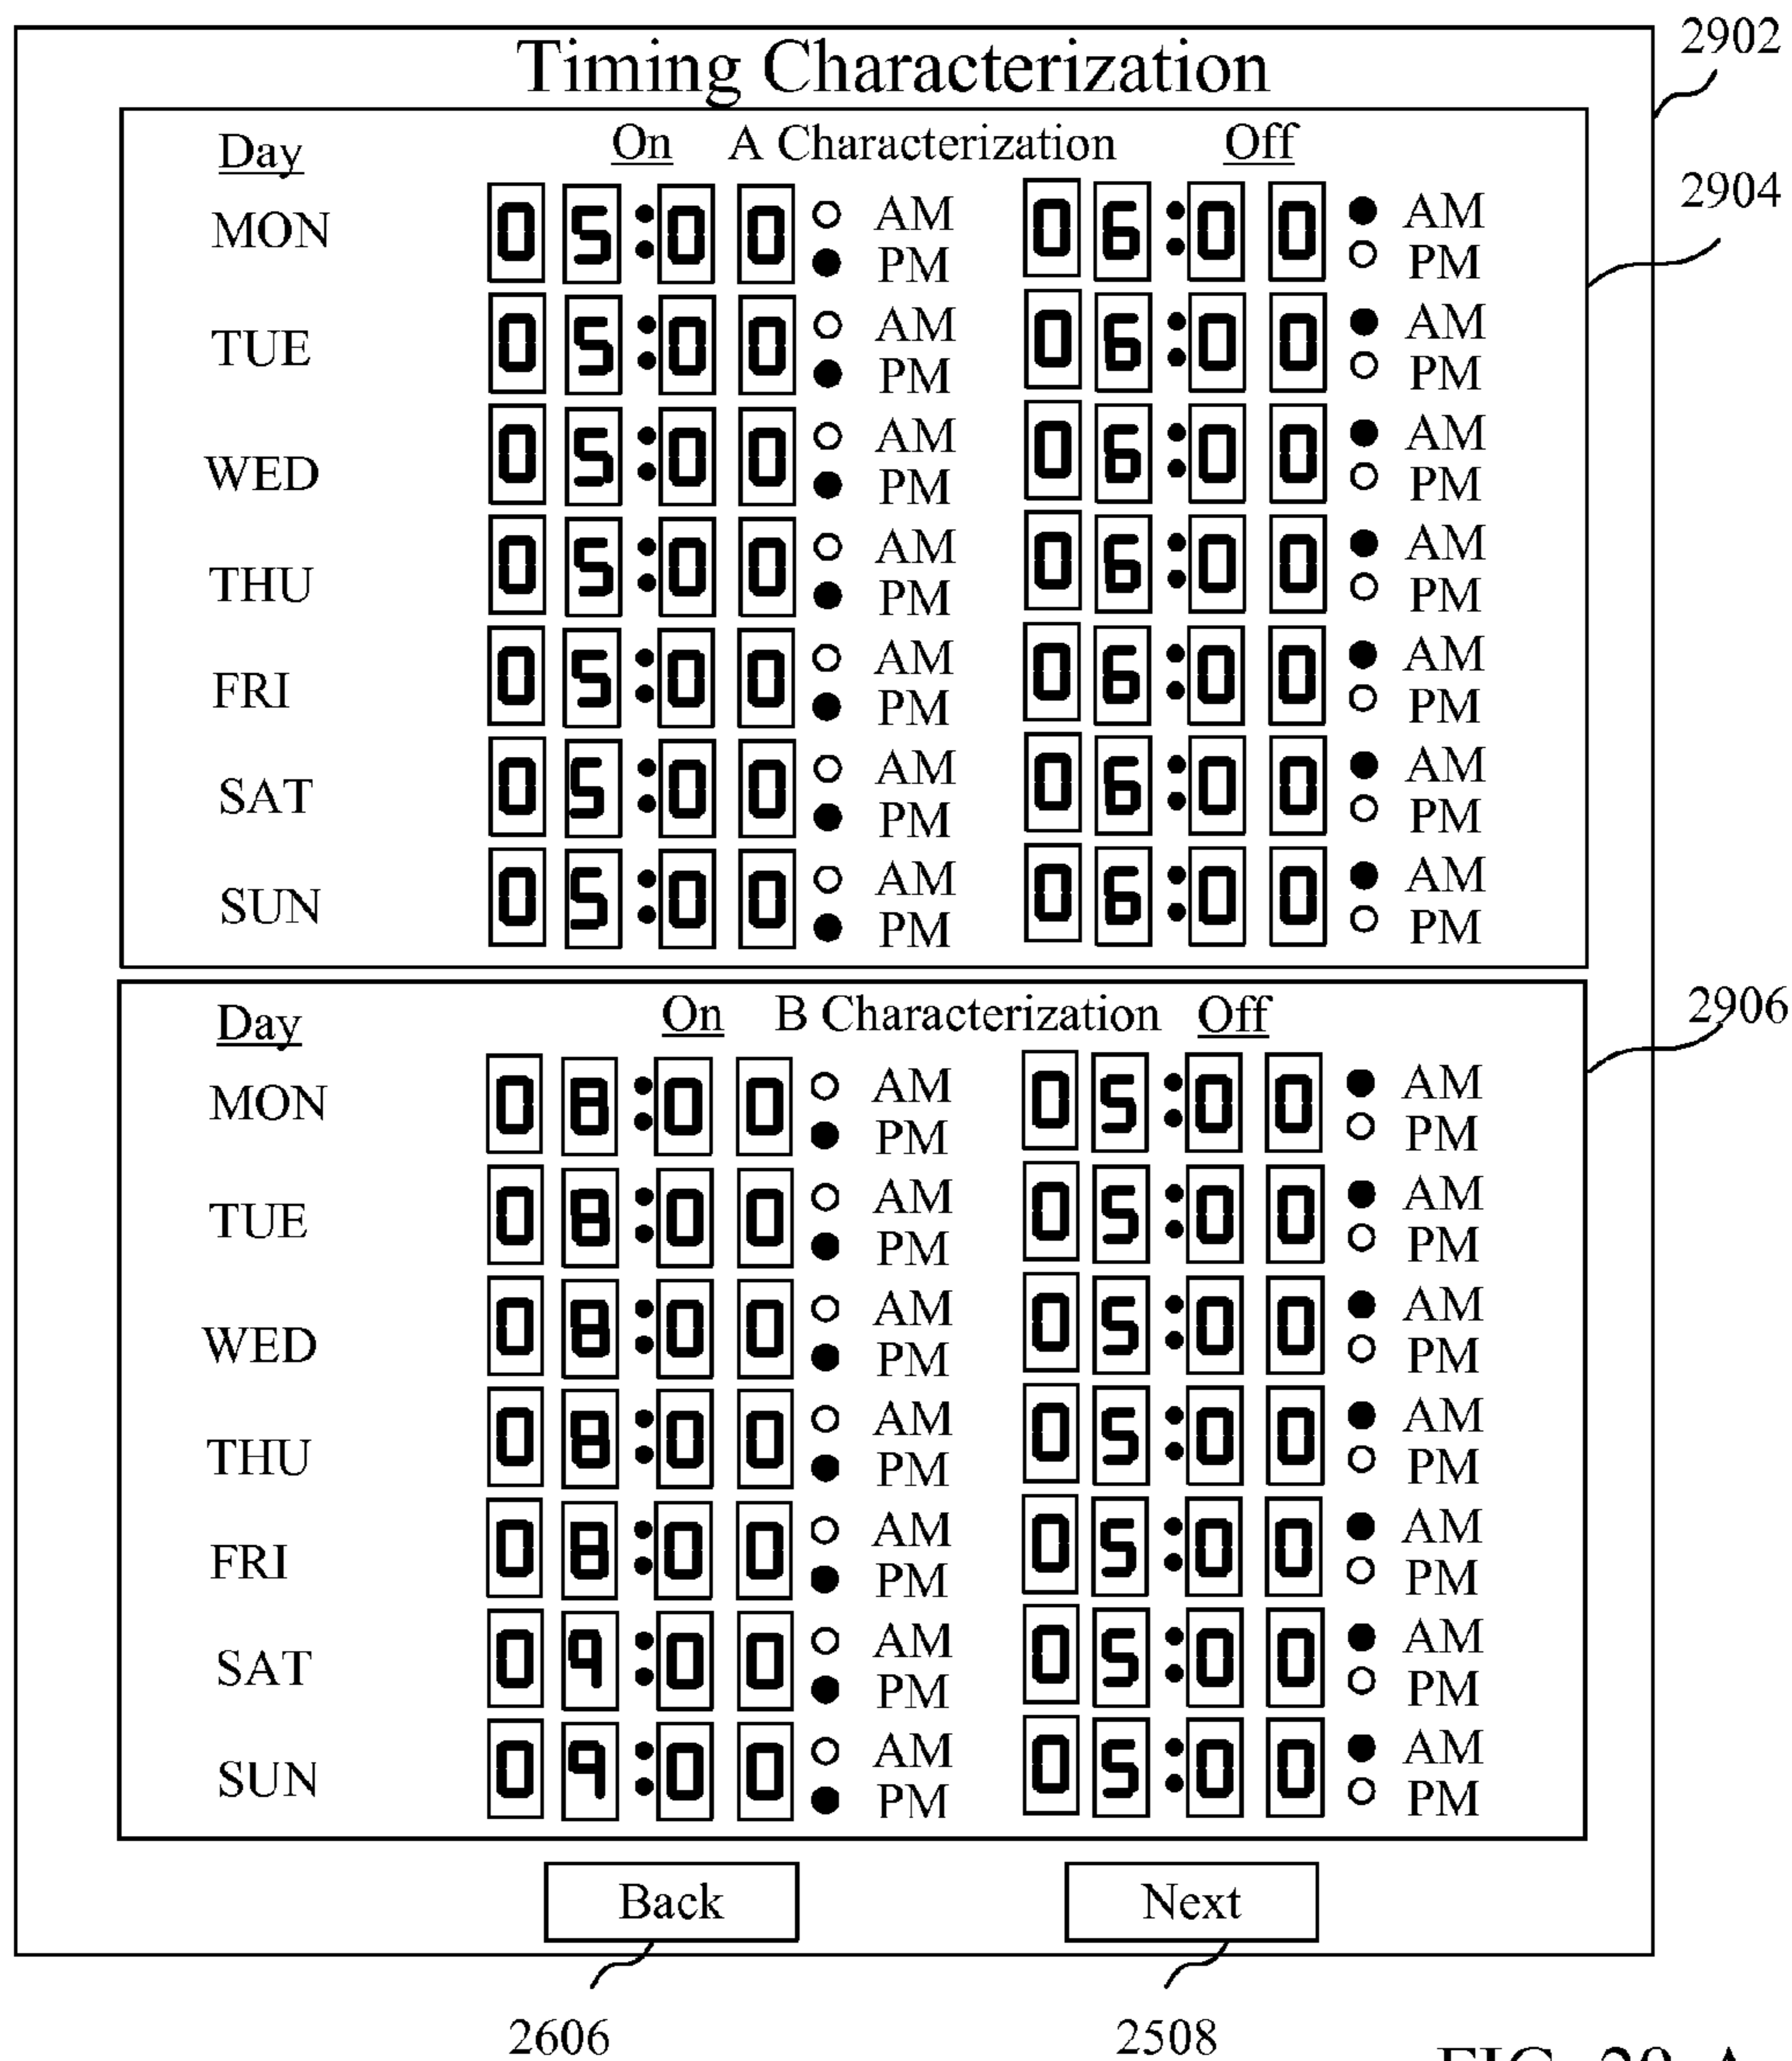 2902
Timing Characterization
2904
Day On A Characterization Off
MON 05:00 AM PM 06:00 AM PM
TUE 05:00 AM PM 06:00 AM PM
WED 05:00 AM PM 06:00 AM PM
THU 05:00 AM PM 06:00 AM PM
FRI 05:00 AM PM 06:00 AM PM
SAT 05:00 AM PM 06:00 AM PM
SUN 05:00 AM PM 06:00 AM PM
2906
Day On B Characterization Off
MON 08:00 AM PM 05:00 AM PM
TUE 08:00 AM PM 05:00 AM PM
WED 08:00 AM PM 05:00 AM PM
THU 08:00 AM PM 05:00 AM PM
FRI 08:00 AM PM 05:00 AM PM
SAT 09:00 AM PM 05:00 AM PM
SUN 09:00 AM PM 05:00 AM PM
Back Next
2606 2508